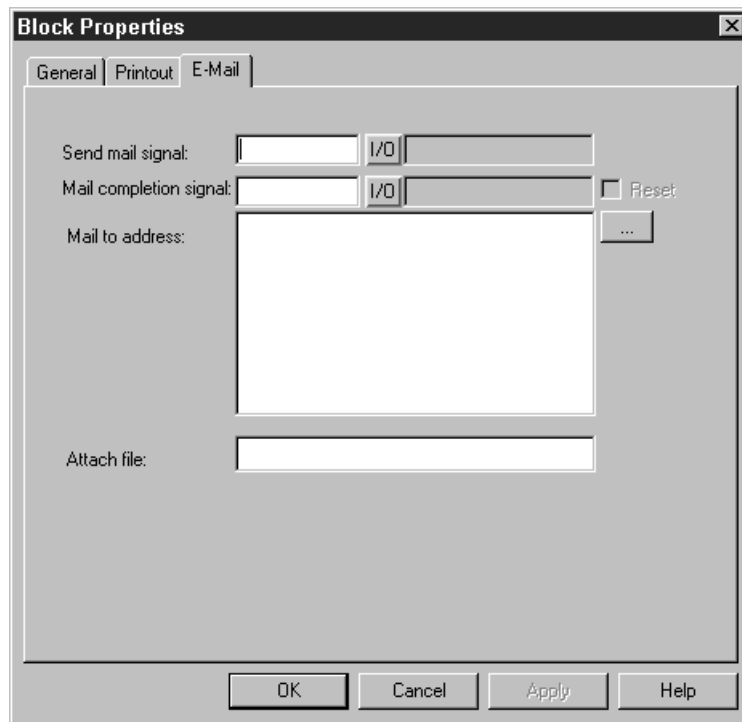 Block Properties
General Printout E-Mail
Send mail signal: I/O
Mail completion signal: I/O Reset
Mail to address: ...
Attach file:
OK Cancel Apply Help